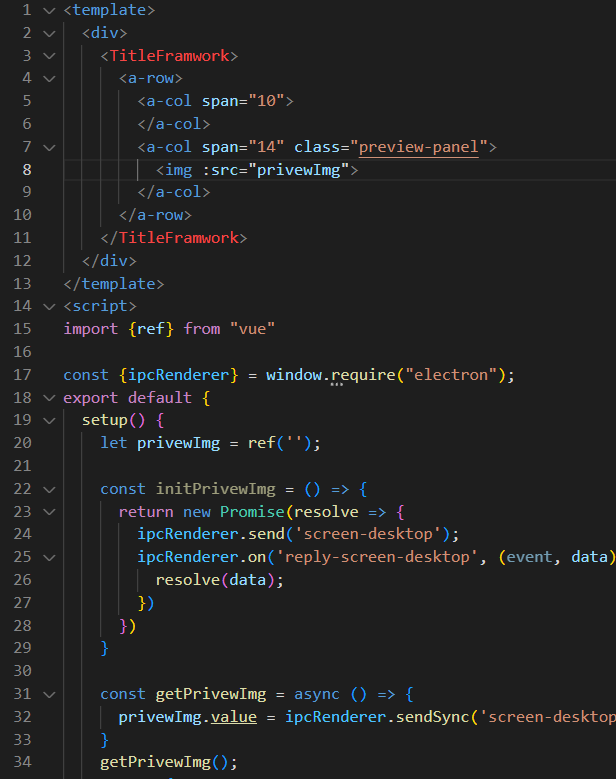 1 <template>
2 <div>
3 <TitleFramwork>
4 <a-row>
5 <a-col span="10">
6 </a-col>
7 <a-col span="14" class="preview-panel">
8 <img :src="privewImg">
9 </a-col>
10 </a-row>
11 </TitleFramwork>
12 </div>
13 </template>
14 <script>
15 import {ref} from "vue"
16
17 const {ipcRenderer} = window.require("electron");
18 export default {
19 setup() {
20 let privewImg = ref('');
21
22 const initPrivewImg = () => {
23 return new Promise(resolve => {
24 ipcRenderer.send('screen-desktop');
25 ipcRenderer.on('reply-screen-desktop', (event, data)
26 resolve(data);
27 })
28 })
29 }
30
31 const getPrivewImg = async () => {
32 privewImg.value = ipcRenderer.sendSync('screen-desktop
33 }
34 getPrivewImg();